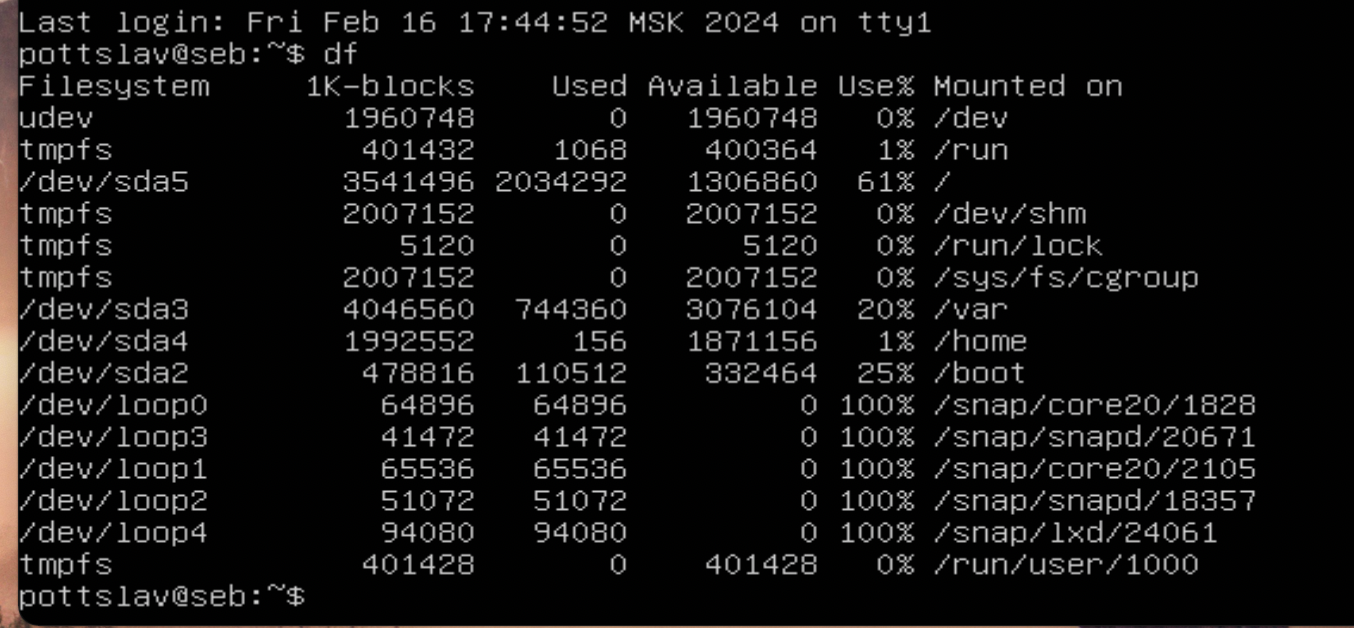 Last login: Fri Feb 16 17:44:52 MSK 2024 on tty1
pottslav@seb:~$ df
Filesystem     1K-blocks    Used Available Use% Mounted on
udev             1960748       0   1960748   0% /dev
tmpfs             401432    1068    400364   1% /run
/dev/sda5        3541496 2034292   1306860  61% /
tmpfs            2007152       0   2007152   0% /dev/shm
tmpfs               5120       0      5120   0% /run/lock
tmpfs            2007152       0   2007152   0% /sys/fs/cgroup
/dev/sda3        4046560  744360   3076104  20% /var
/dev/sda4        1992552     156   1871156   1% /home
/dev/sda2         478816  110512    332464  25% /boot
/dev/loop0         64896   64896         0 100% /snap/core20/1828
/dev/loop3         41472   41472         0 100% /snap/snapd/20671
/dev/loop1         65536   65536         0 100% /snap/core20/2105
/dev/loop2         51072   51072         0 100% /snap/snapd/18357
/dev/loop4         94080   94080         0 100% /snap/lxd/24061
tmpfs             401428       0    401428   0% /run/user/1000
pottslav@seb:~$